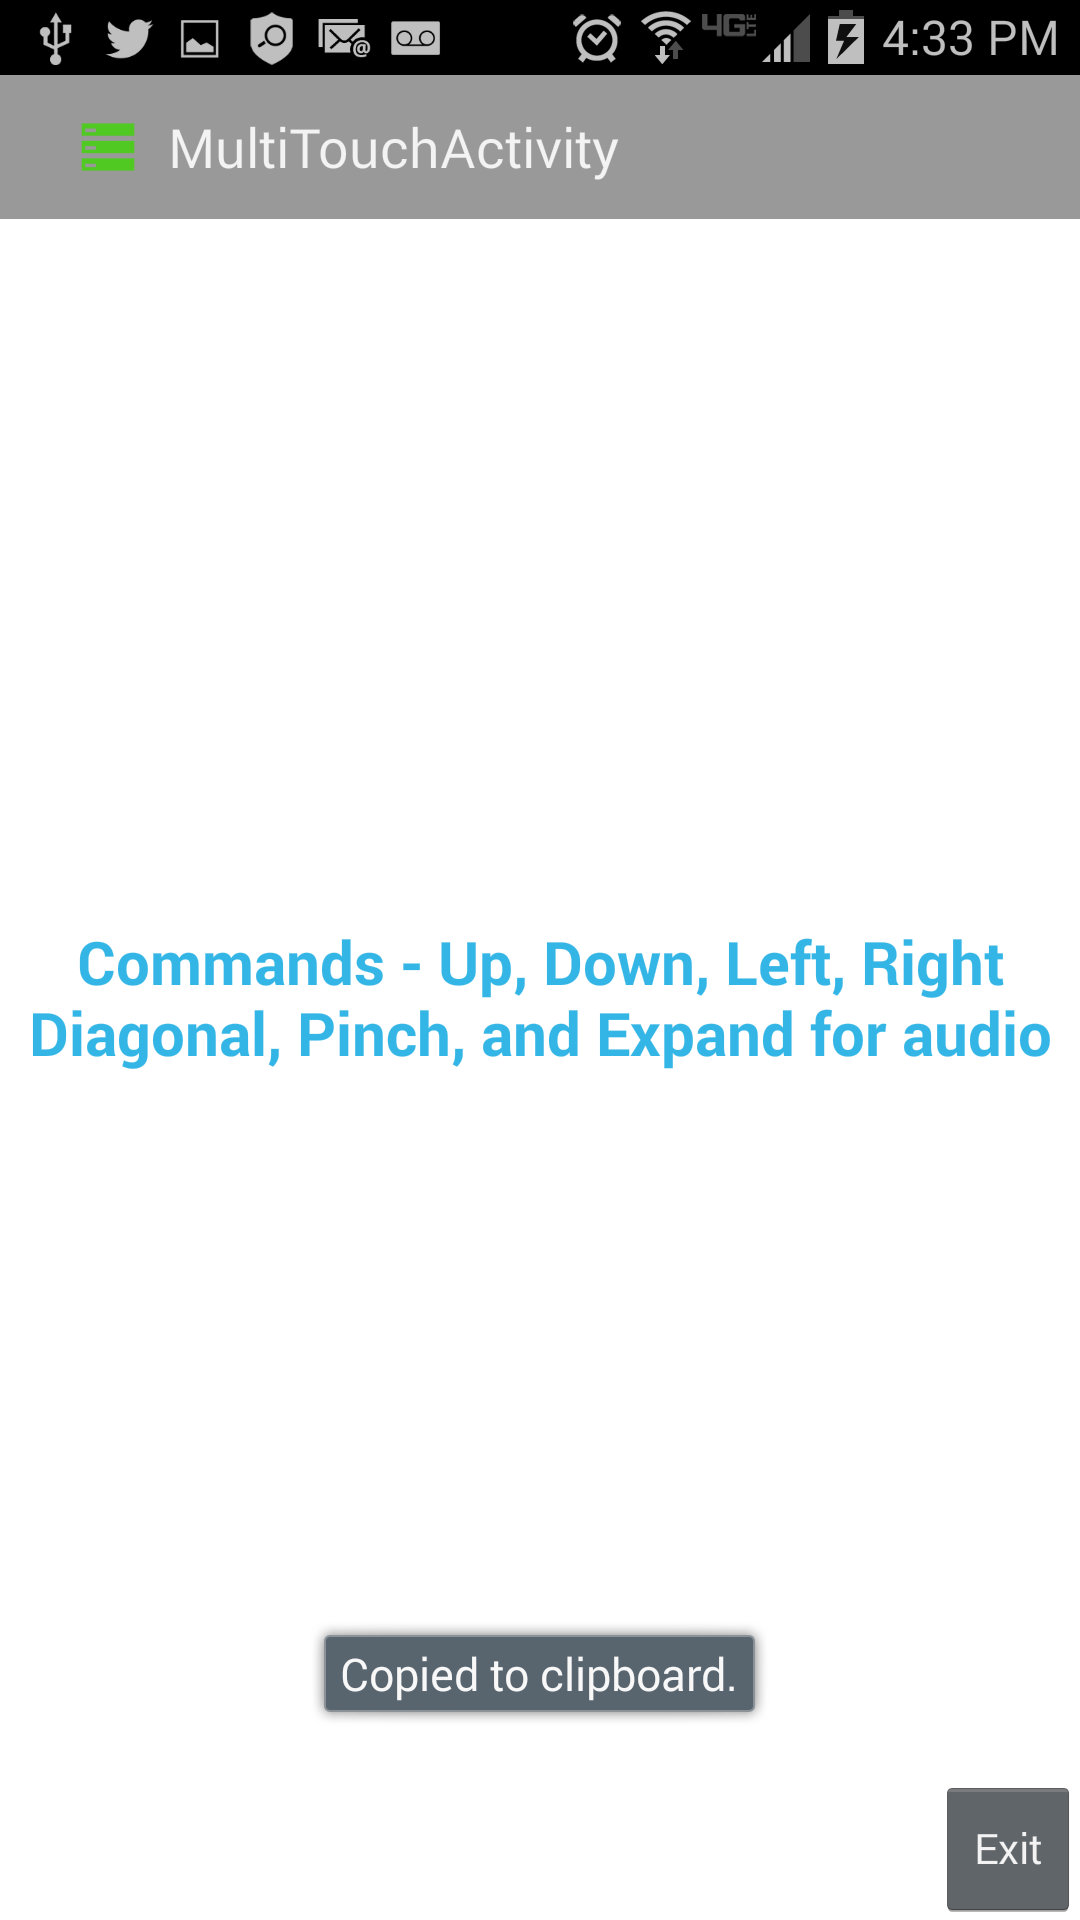 4G LTE 4:33 PM
MultiTouchActivity
Commands - Up, Down, Left, Right
Diagonal, Pinch, and Expand for audio
Copied to clipboard.
Exit